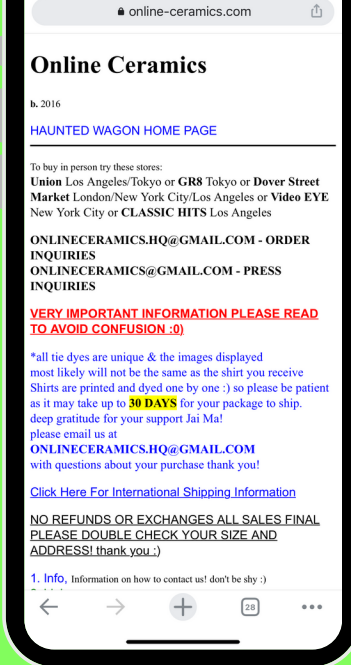 online-ceramics.com
Online Ceramics
b. 2016
HAUNTED WAGON HOME PAGE
To buy in person try these stores:
Union Los Angeles/Tokyo or GR8 Tokyo or Dover Street
Market London/New York City/Los Angeles or Video EYE
New York City or CLASSIC HITS Los Angeles
ONLINECERAMICS.HQ@GMAIL.COM - ORDER
INQUIRIES
ONLINECERAMICS@GMAIL.COM - PRESS
INQUIRIES
VERY IMPORTANT INFORMATION PLEASE READ
TO AVOID CONFUSION :0)
*all tie dyes are unique & the images displayed
most likely will not be the same as the shirt you receive
Shirts are printed and dyed one by one :) so please be patient
as it may take up to 30 DAYS for your package to ship.
deep gratitude for your support Jai Ma!
please email us at
ONLINECERAMICS.HQ@GMAIL.COM
with questions about your purchase thank you!
Click Here For International Shipping Information
NO REFUNDS OR EXCHANGES ALL SALES FINAL
PLEASE DOUBLE CHECK YOUR SIZE AND
ADDRESS! thank you :)
1. Info, Information on how to contact us! don't be shy :)
28